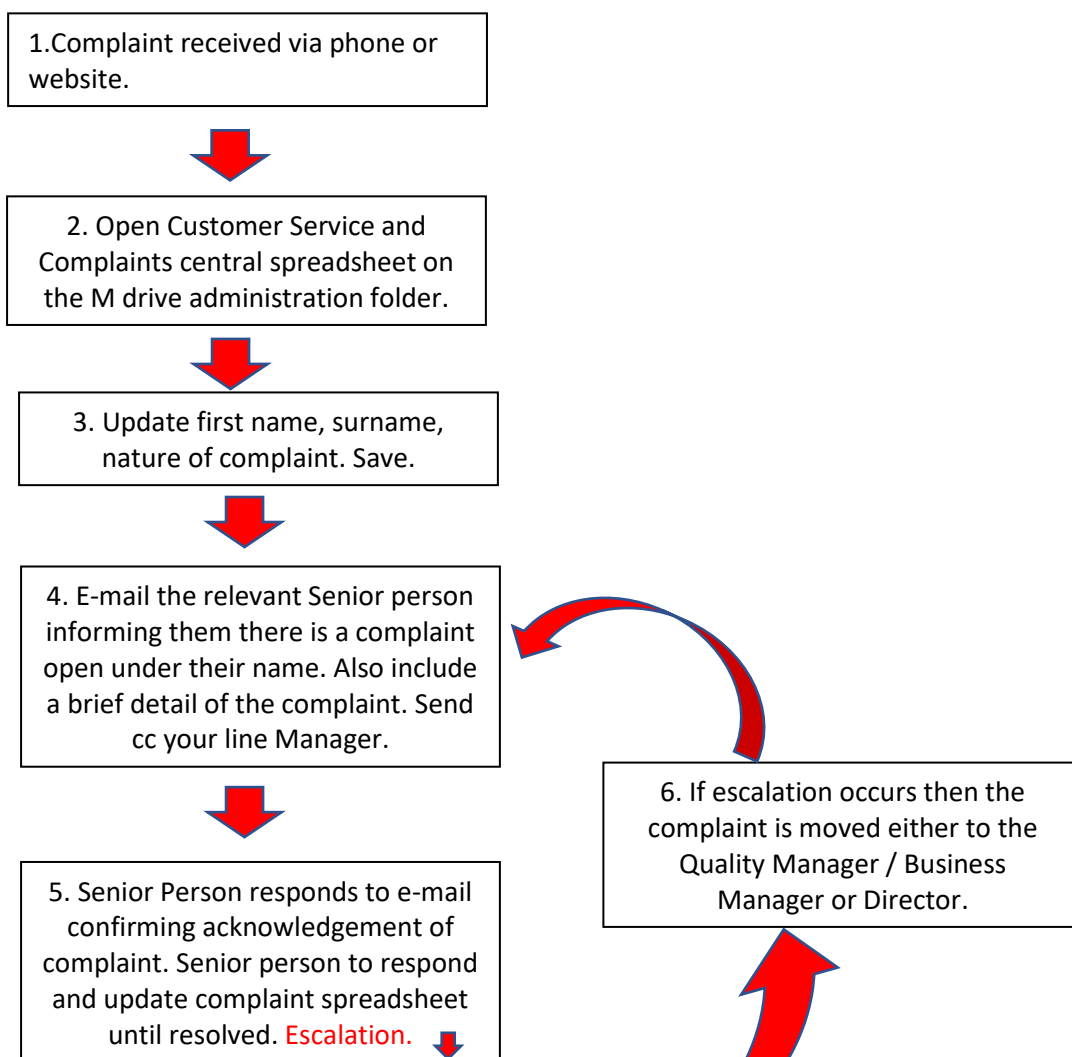 1.Complaint received via phone or
website.
2. Open Customer Service and
Complaints central spreadsheet on
the M drive administration folder.
3. Update first name, surname,
nature of complaint. Save.
4. E-mail the relevant Senior person
informing them there is a complaint
open under their name. Also include
a brief detail of the complaint. Send
cc your line Manager.
5. Senior Person responds to e-mail
confirming acknowledgement of
complaint. Senior person to respond
and update complaint spreadsheet
until resolved. Escalation.
6. If escalation occurs then the
complaint is moved either to the
Quality Manager / Business
Manager or Director.